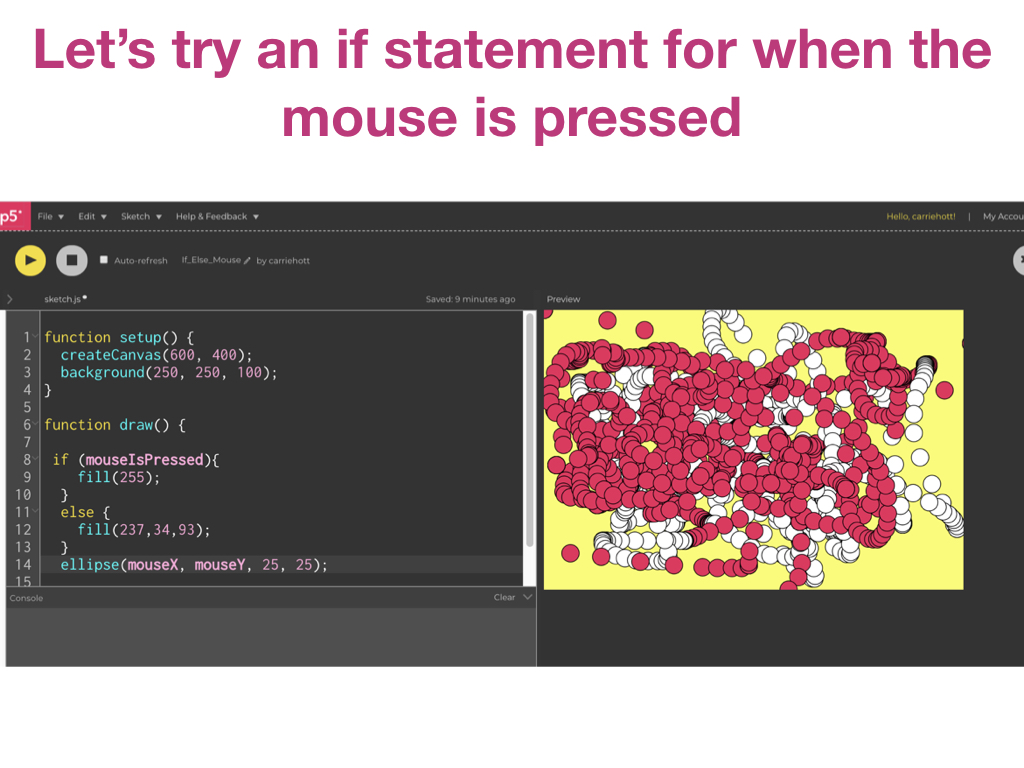 Let’s try an if statement for when the
mouse is pressed
p5* File Edit Sketch Help & Feedback Hello, carriehott! | My Accou
Auto-refresh If_Else_Mouse by carriehott
sketch.js Saved: 9 minutes ago Preview
1 function setup() {
2 createCanvas(600, 400);
3 background(250, 250, 100);
4 }
5
6 function draw() {
7
8 if (mouseIsPressed){
9 fill(255);
10 }
11 else {
12 fill(237,34,93);
13 }
14 ellipse(mouseX, mouseY, 25, 25);
15
Console Clear